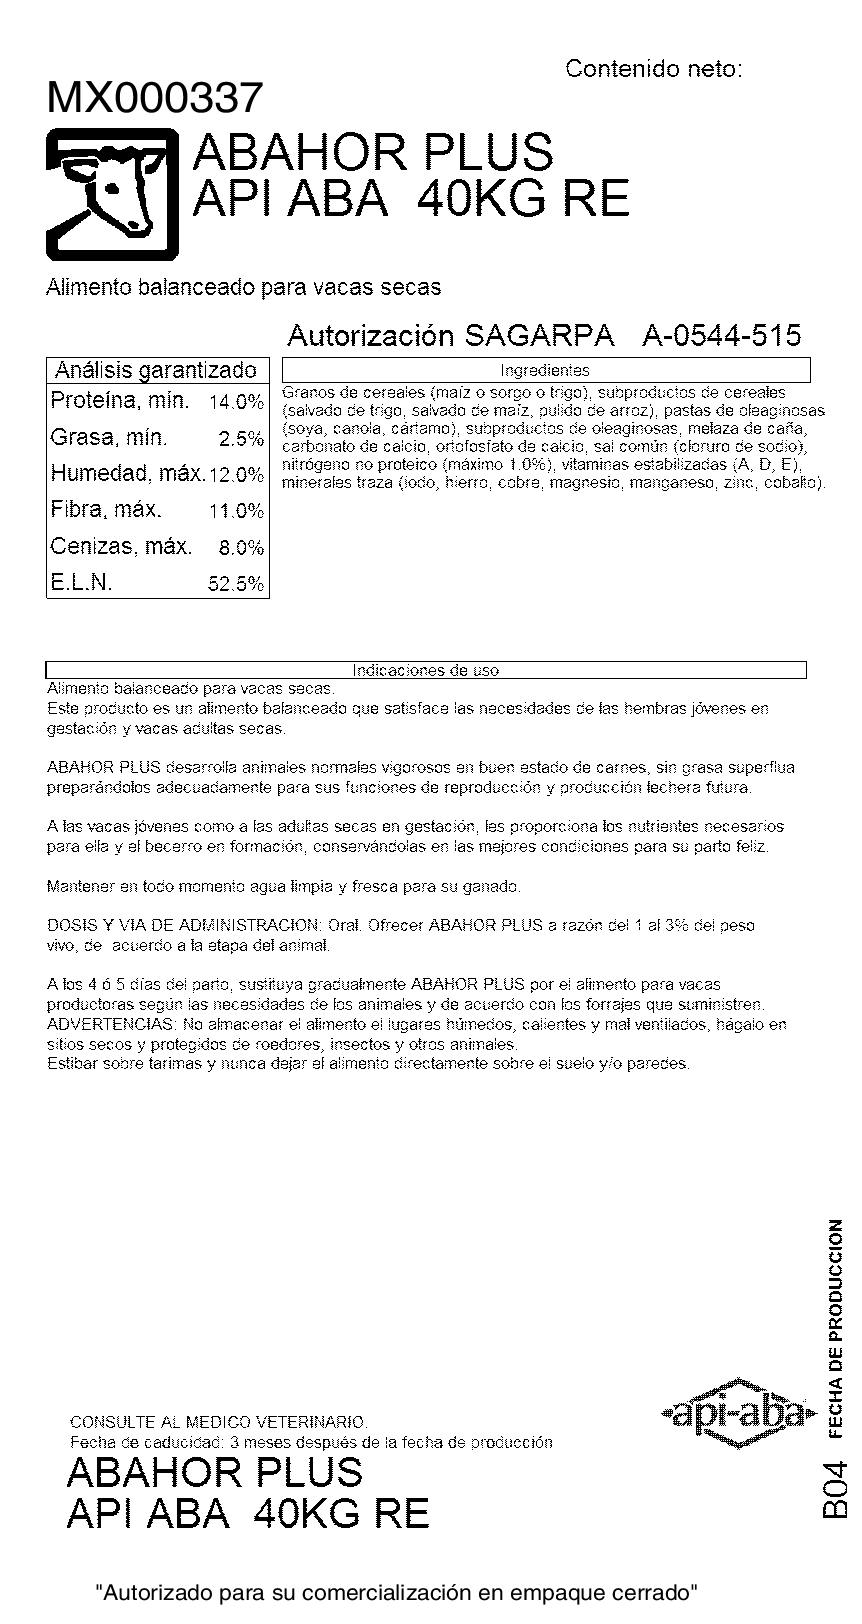 Contenido neto:
MX000337
ABAHOR PLUS
API ABA 40KG RE
Alimento balanceado para vacas secas
Autorización SAGARPA A-0544-515
Análisis garantizado
Proteína, mín. 14.0%
Grasa, mín. 2.5%
Humedad, máx. 12.0%
Fibra, máx. 11.0%
Cenizas, máx. 8.0%
E.L.N. 52.5%
Ingredientes
Granos de cereales (maíz o sorgo o trigo), subproductos de cereales
(salvado de trigo, salvado de maíz, pulido de arroz), pastas de oleaginosas
(soya, canola, cártamo), subproductos de oleaginosas, melaza de caña,
carbonato de calcio, ortofosfato de calcio, sal común (cloruro de sodio),
nitrógeno no proteico (máximo 1.0%), vitaminas estabilizadas (A, D, E),
minerales traza (iodo, hierro, cobre, magnesio, manganeso, zinc, cobalto).
Indicaciones de uso
Alimento balanceado para vacas secas.
Este producto es un alimento balanceado que satisface las necesidades de las hembras jóvenes en
gestación y vacas adultas secas.
ABAHOR PLUS desarrolla animales normales vigorosos en buen estado de carnes, sin grasa superflua
preparándolos adecuadamente para sus funciones de reproducción y producción lechera futura.
A las vacas jóvenes como a las adultas secas en gestación, les proporciona los nutrientes necesarios
para ella y el becerro en formación, conservándolas en las mejores condiciones para su parto feliz.
Mantener en todo momento agua limpia y fresca para su ganado.
DOSIS Y VIA DE ADMINISTRACION: Oral. Ofrecer ABAHOR PLUS a razón del 1 al 3% del peso
vivo, de acuerdo a la etapa del animal.
A los 4 ó 5 días del parto, sustituya gradualmente ABAHOR PLUS por el alimento para vacas
productoras según las necesidades de los animales y de acuerdo con los forrajes que suministren.
ADVERTENCIAS: No almacenar el alimento el lugares húmedos, calientes y mal ventilados, hágalo en
sitios secos y protegidos de roedores, insectos y otros animales.
Estibar sobre tarimas y nunca dejar el alimento directamente sobre el suelo y/o paredes.
FECHA DE PRODUCCION
B04
api-aba
CONSULTE AL MEDICO VETERINARIO.
Fecha de caducidad: 3 meses después de la fecha de producción
ABAHOR PLUS
API ABA 40KG RE
"Autorizado para su comercialización en empaque cerrado"